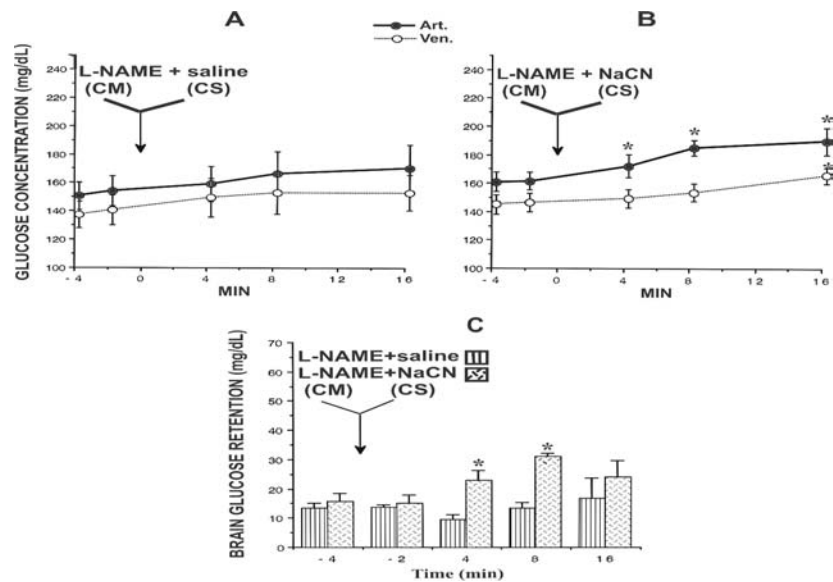 A
B
Art.
Ven.
GLUCOSE CONCENTRATION (mg/dL)
240
220
200
180
160
140
120
100
L-NAME + saline
(CM) (CS)
- 4 0 4 8 12 16
MIN
240
220
200
180
160
140
120
100
L-NAME + NaCN
(CM) (CS)
* * * *
- 4 0 4 8 12 16
MIN
C
BRAIN GLUCOSE RETENTION (mg/dL)
70
60
50
40
30
20
10
0
L-NAME+saline
L-NAME+NaCN
(CM) (CS)
* *
- 4 - 2 4 8 16
Time (min)